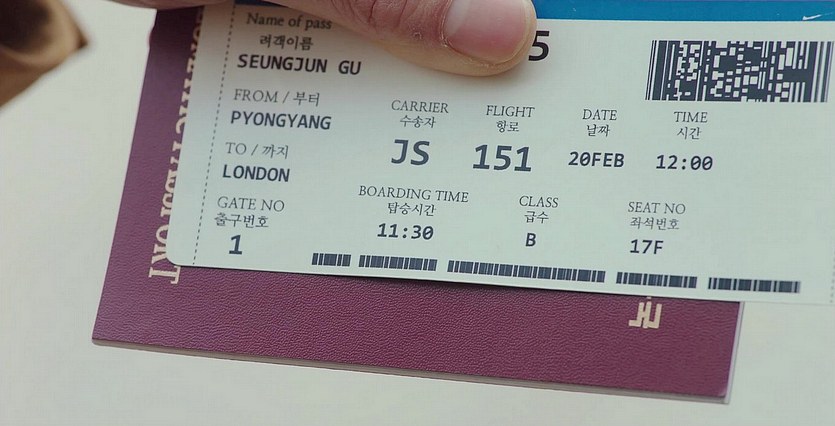 Name of pass
려객이름
SEUNGJUN GU
5
FROM / 부터
PYONGYANG
CARRIER
수송자
JS
FLIGHT
항로
151
DATE
날짜
20FEB
TIME
시간
12:00
TO / 까지
LONDON
GATE NO
출구번호
1
BOARDING TIME
탑승시간
11:30
CLASS
급수
B
SEAT NO
좌석번호
17F
PASSPORT